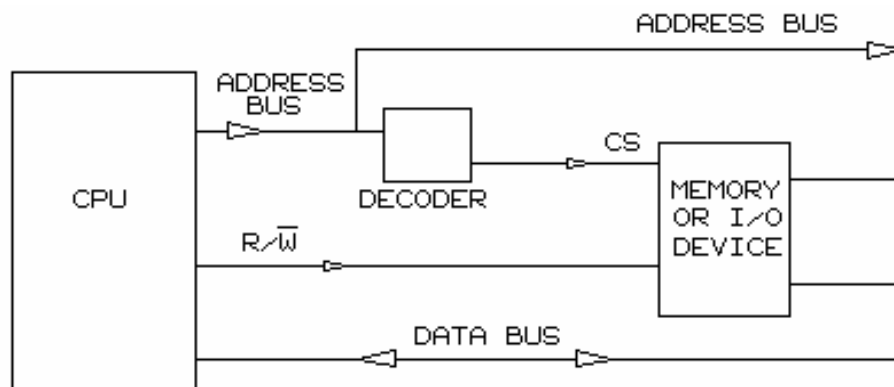 ADDRESS BUS
ADDRESS
BUS
CS
CPU
DECODER
MEMORY
OR I/O
DEVICE
R/W̅
DATA BUS